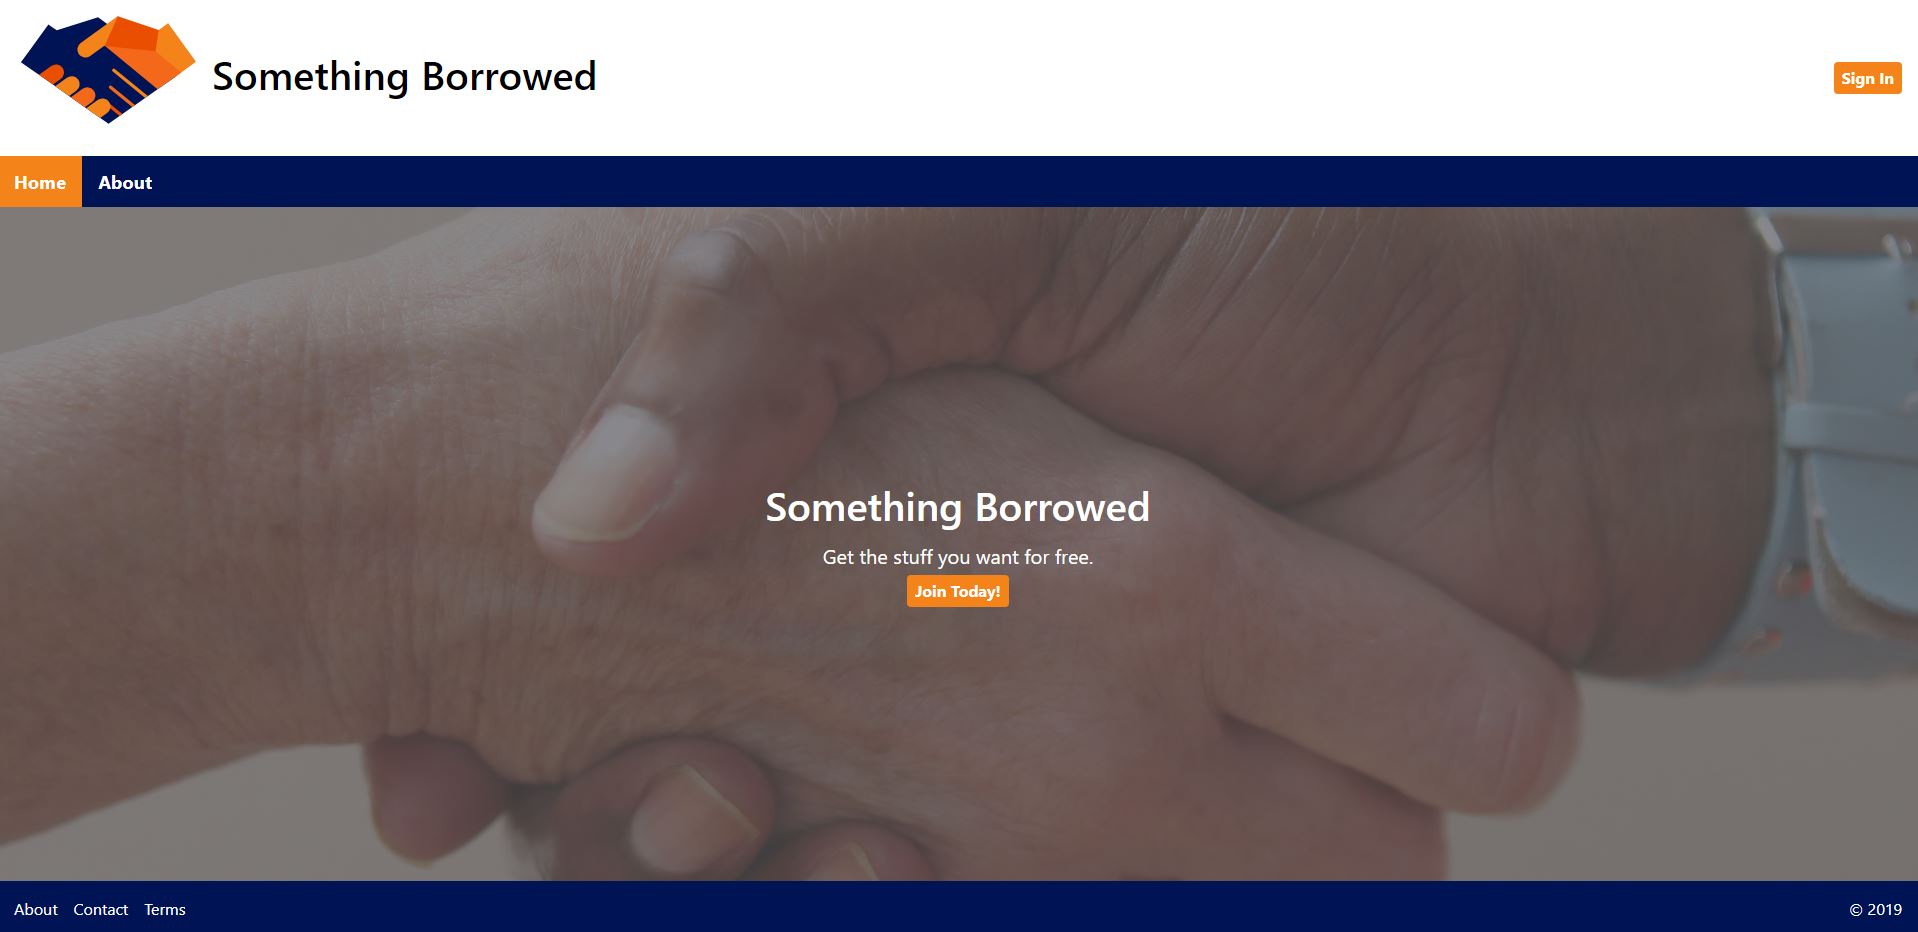 Something Borrowed
Sign In
Home About
Something Borrowed
Get the stuff you want for free.
Join Today!
About Contact Terms
© 2019